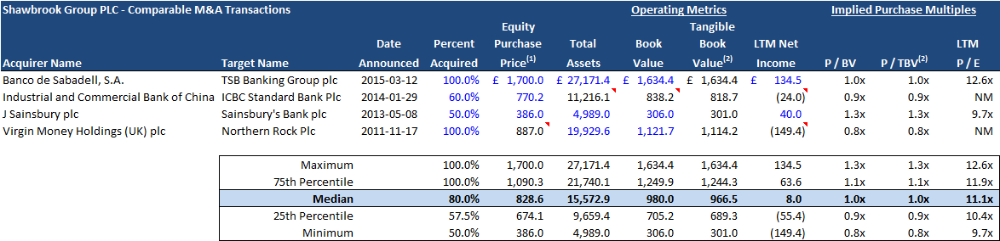 Shawbrook Group PLC - Comparable M&A Transactions Operating Metrics Implied Purchase Multiples
Equity Tangible
Date Percent Purchase Total Book Book LTM Net LTM
Acquirer Name Target Name Announced Acquired Price(1) Assets Value Value(2) Income P / BV P / TBV(2) P / E
Banco de Sabadell, S.A. TSB Banking Group plc 2015-03-12 100.0% £ 1,700.0 £ 27,171.4 £ 1,634.4 £ 1,634.4 £ 134.5 1.0x 1.0x 12.6x
Industrial and Commercial Bank of China ICBC Standard Bank Plc 2014-01-29 60.0% 770.2 11,216.1 838.2 818.7 (24.0) 0.9x 0.9x NM
J Sainsbury plc Sainsbury's Bank plc 2013-05-08 50.0% 386.0 4,989.0 306.0 301.0 40.0 1.3x 1.3x 9.7x
Virgin Money Holdings (UK) plc Northern Rock Plc 2011-11-17 100.0% 887.0 19,929.6 1,121.7 1,114.2 (149.4) 0.8x 0.8x NM
Maximum 100.0% 1,700.0 27,171.4 1,634.4 1,634.4 134.5 1.3x 1.3x 12.6x
75th Percentile 100.0% 1,090.3 21,740.1 1,249.9 1,244.3 63.6 1.1x 1.1x 11.9x
Median 80.0% 828.6 15,572.9 980.0 966.5 8.0 1.0x 1.0x 11.1x
25th Percentile 57.5% 674.1 9,659.4 705.2 689.3 (55.4) 0.9x 0.9x 10.4x
Minimum 50.0% 386.0 4,989.0 306.0 301.0 (149.4) 0.8x 0.8x 9.7x